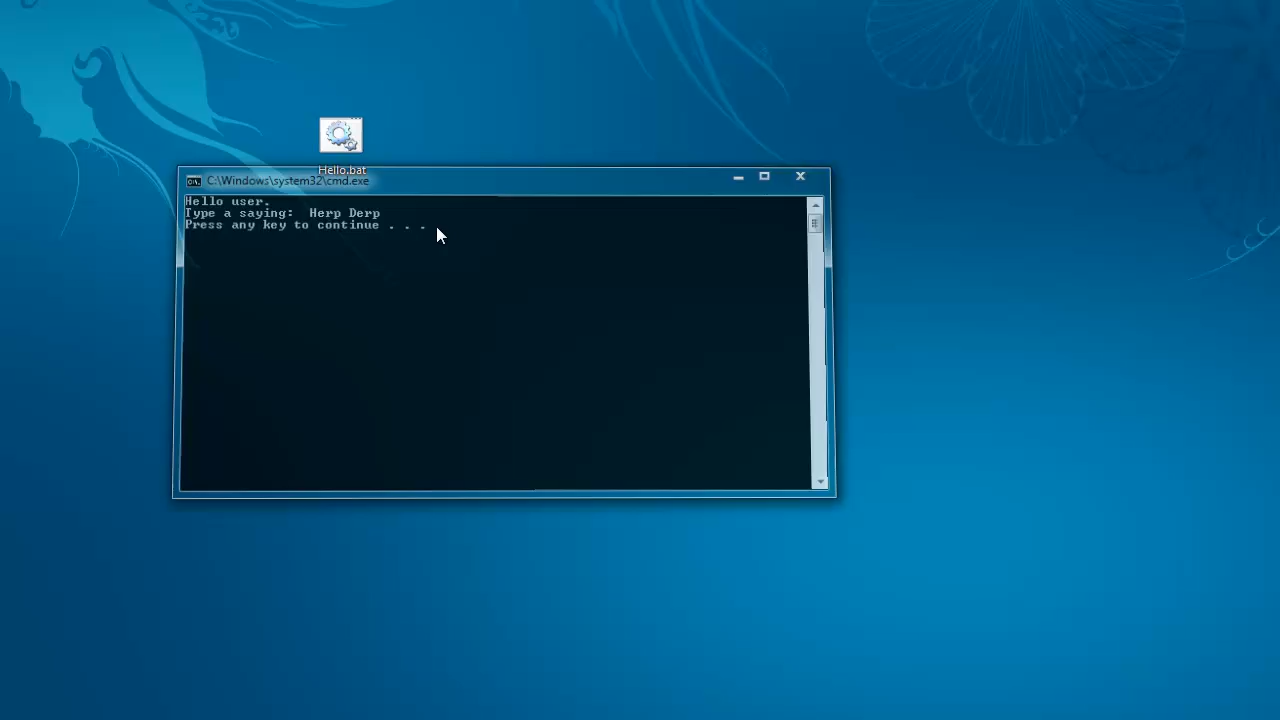 Hello.bat
C:\Windows\system32\cmd.exe
Hello user.
Type a saying:  Herp Derp
Press any key to continue . . .